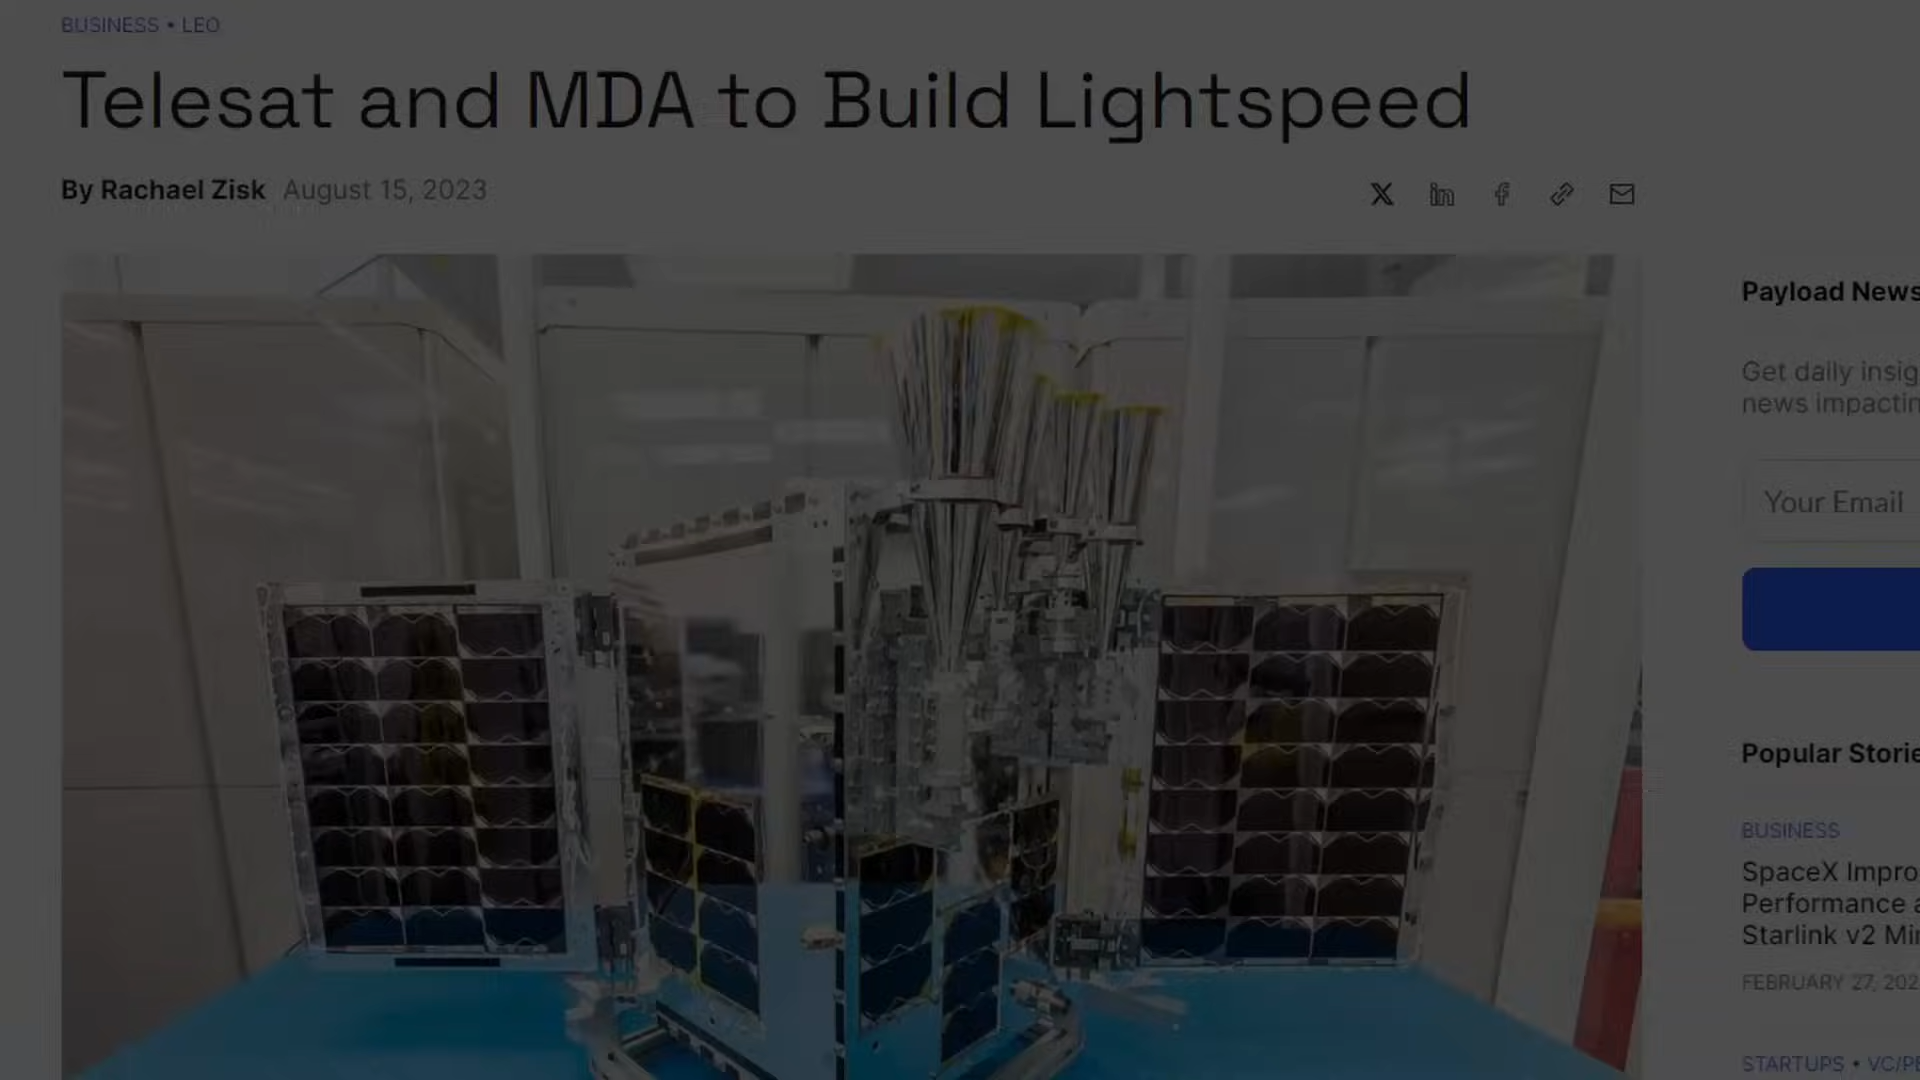 BUSINESS • LEO
Telesat and MDA to Build Lightspeed
By Rachael Zisk August 15, 2023
Payload News
Get daily insig
news impactin
Your Email
Popular Storie
BUSINESS
SpaceX Impro
Performance a
Starlink v2 Mi
FEBRUARY 27, 202
STARTUPS • VC/PE